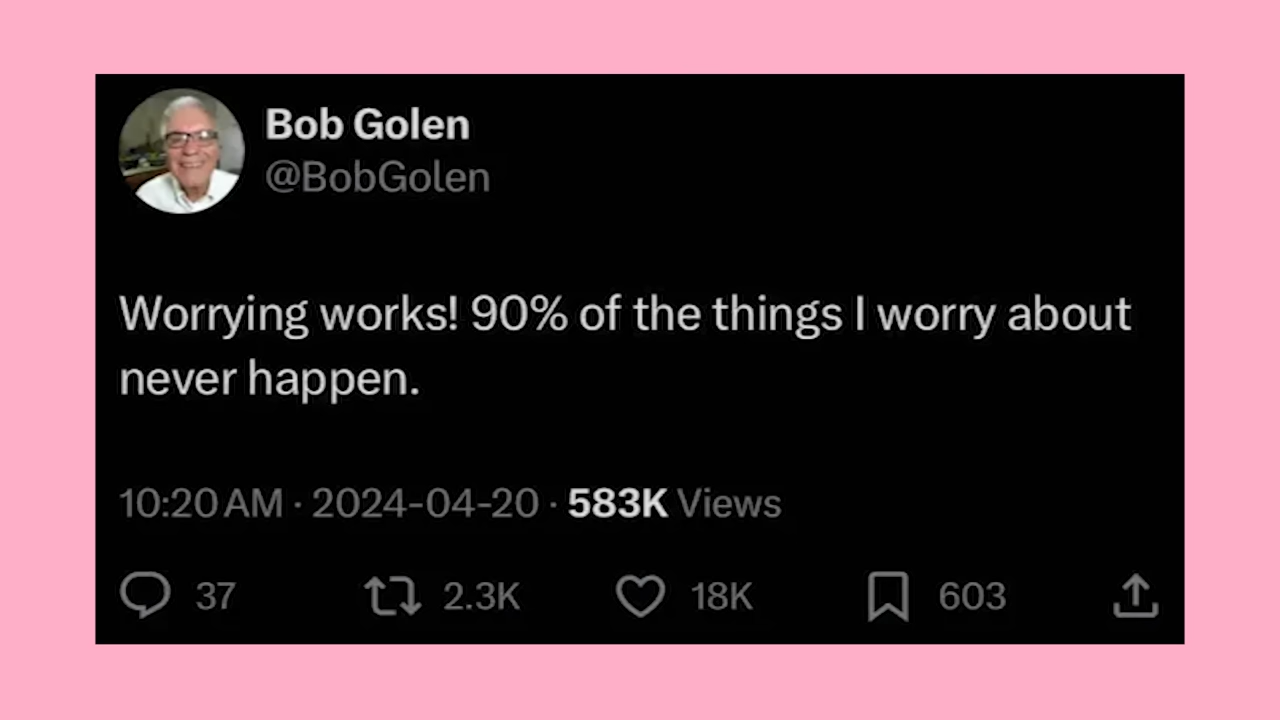 Bob Golen
@BobGolen
Worrying works! 90% of the things I worry about
never happen.
10:20 AM · 2024-04-20 · 583K Views
37 2.3K 18K 603